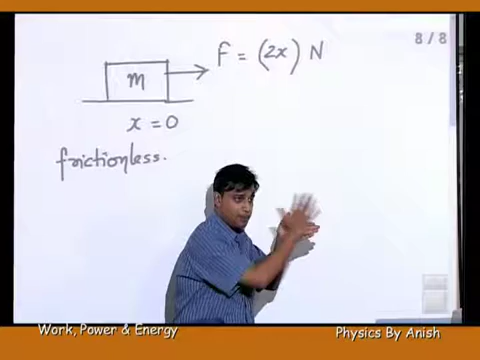 8/8
m
F = (2x) N
x = 0
frictionless.
Work, Power & Energy
Physics By Anish